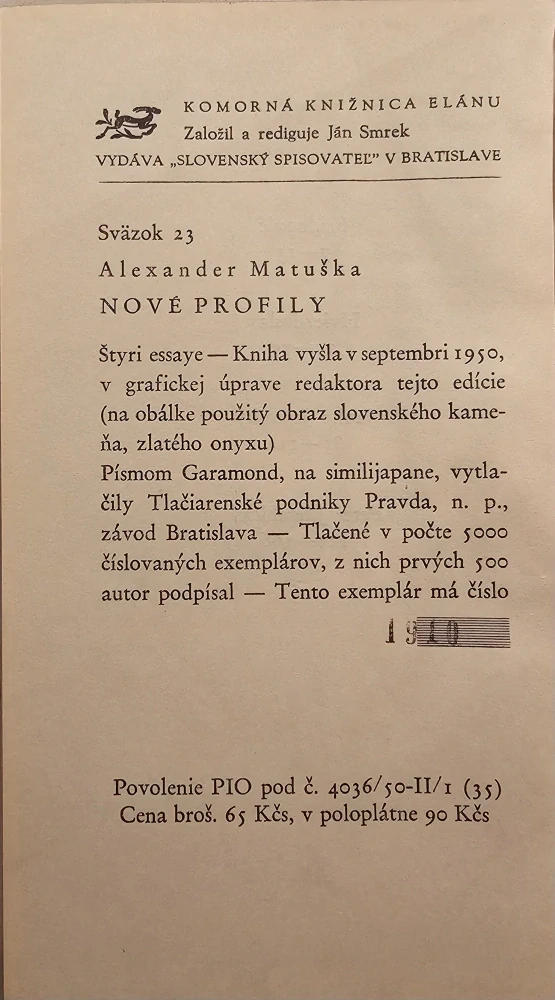 KOMORNÁ KNIŽNICA ELÁNU
Založil a rediguje Ján Smrek
VYDÁVA „SLOVENSKÝ SPISOVATEĽ” V BRATISLAVE
Sväzok 23
Alexander Matuška
NOVÉ PROFILY
Štyri essaye — Kniha vyšla v septembri 1950,
v grafickej úprave redaktora tejto edície
(na obálke použitý obraz slovenského kame-
ňa, zlatého onyxu)
Písmom Garamond, na similijapane, vytla-
čily Tlačiarenské podniky Pravda, n. p.,
závod Bratislava — Tlačené v počte 5000
číslovaných exemplárov, z nich prvých 500
autor podpísal — Tento exemplár má číslo
1910
Povolenie PIO pod č. 4036/50-II/1 (35)
Cena broš. 65 Kčs, v poloplátne 90 Kčs